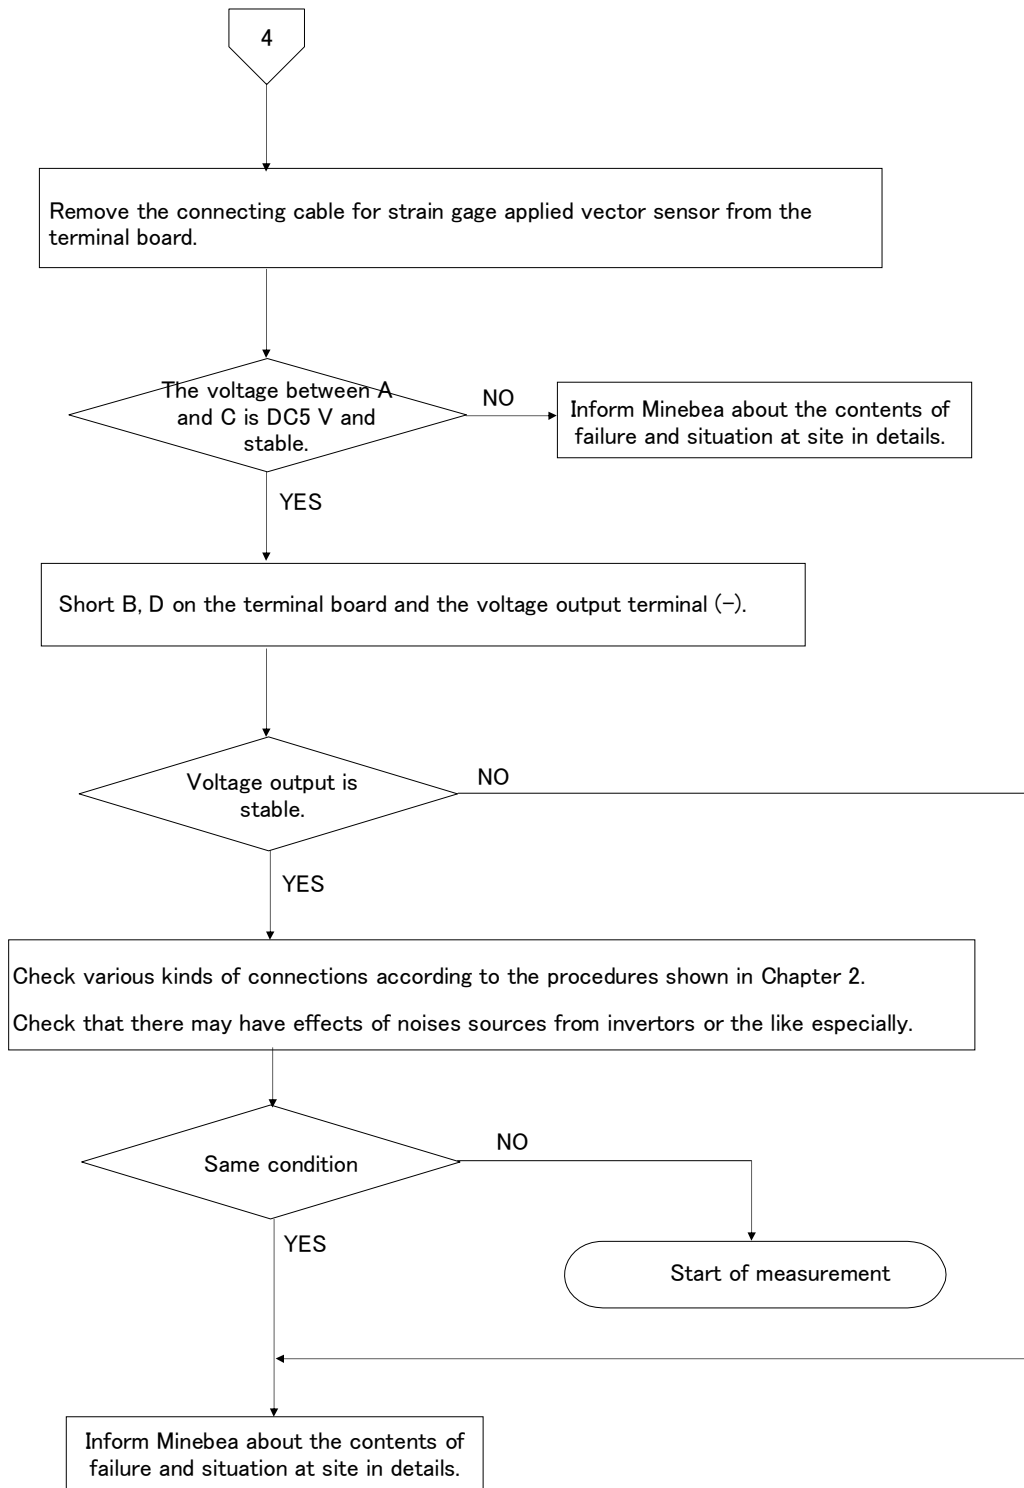 4
Remove the connecting cable for strain gage applied vector sensor from the
terminal board.
The voltage between A
and C is DC5 V and
stable.
NO
Inform Minebea about the contents of
failure and situation at site in details.
YES
Short B, D on the terminal board and the voltage output terminal (-).
Voltage output is
stable.
NO
YES
Check various kinds of connections according to the procedures shown in Chapter 2.
Check that there may have effects of noises sources from invertors or the like especially.
Same condition
NO
YES
Start of measurement
Inform Minebea about the contents of
failure and situation at site in details.